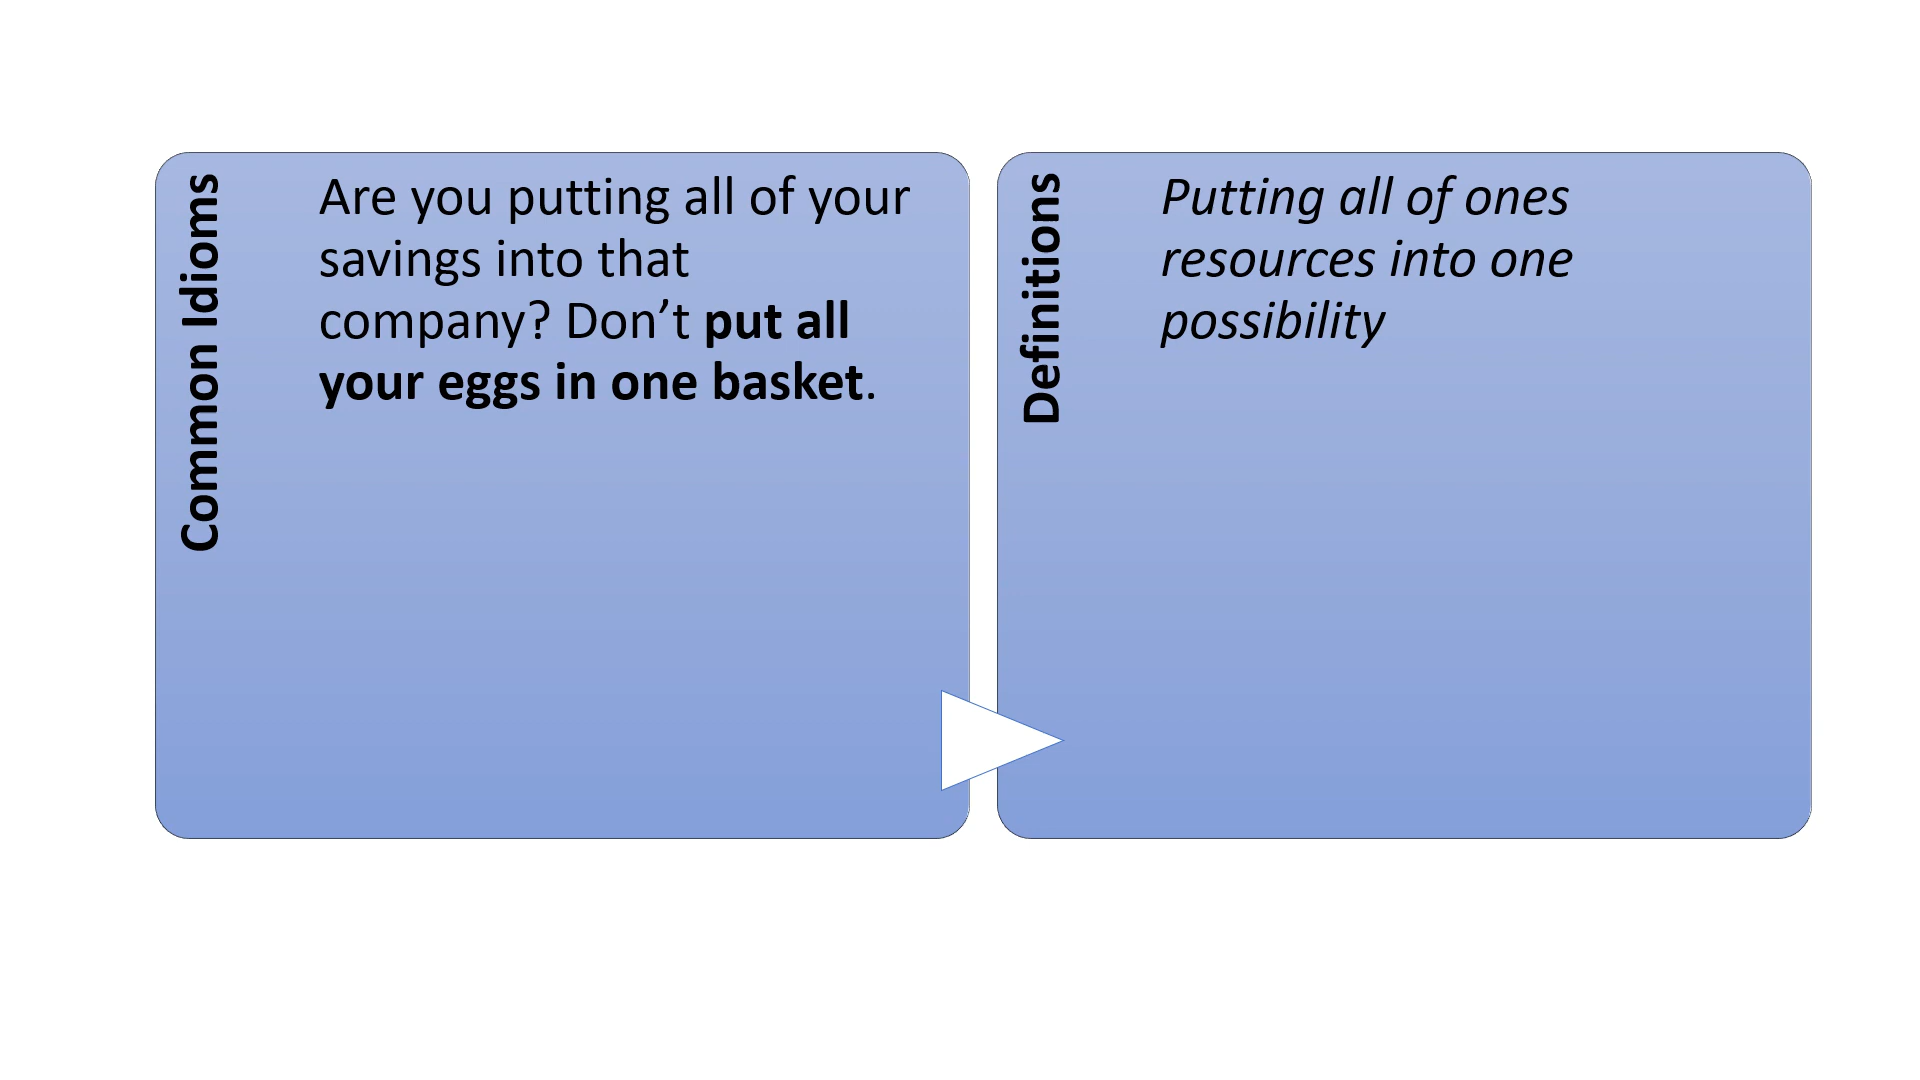 Common Idioms
Are you putting all of your
savings into that
company? Don’t put all
your eggs in one basket.
Definitions
Putting all of ones
resources into one
possibility